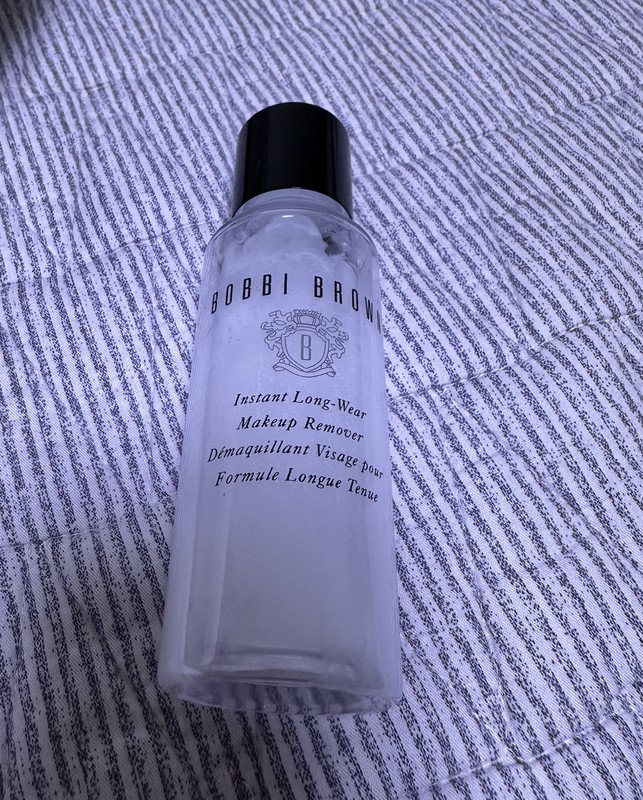 BOBBI BROWN
B
Instant Long-Wear
Makeup Remover
Démaquillant Visage pour
Formule Longue Tenue